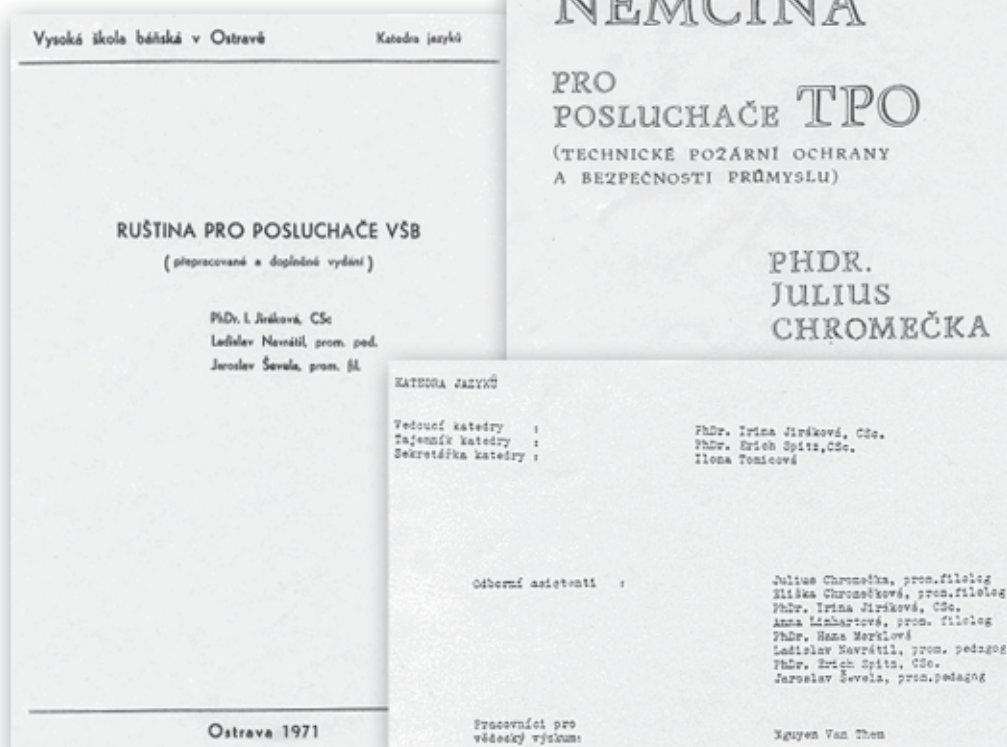 Vysoká škola báňská v Ostravě Katedra jazyků
RUŠTINA PRO POSLUCHAČE VŠB
(přepracované a doplněné vydání)
PhDr. I. Jiráková, CSc
Ladislav Navrátil, prom. ped.
Jaroslav Ševela, prom. fil.
Ostrava 1971
NĚMČINA
PRO
POSLUCHAČE TPO
(TECHNICKÉ POŽÁRNÍ OCHRANY
A BEZPEČNOSTI PRŮMYSLU)
PHDR.
JULIUS
CHROMEČKA
KATEDRA JAZYKŮ
Vedoucí katedry : PhDr. Irina Jiráková, CSc.
Tajemník katedry : PhDr. Erich Spitz,CSc.
Sekretářka katedry : Ilona Tomicová
Odborní asistenti : Julius Chromečka, prom.filolog
Eliška Chromečková, prom.filolog
PhDr. Irina Jiráková, CSc.
Anna Linhartová, prom. filolog
PhDr. Hana Merklová
Ladislav Navrátil, prom. pedagog
PhDr. Erich Spitz, CSc.
Jaroslav Ševela, prom.pedagog
Pracovníci pro
vědecký výzkum: Nguyen Van Them